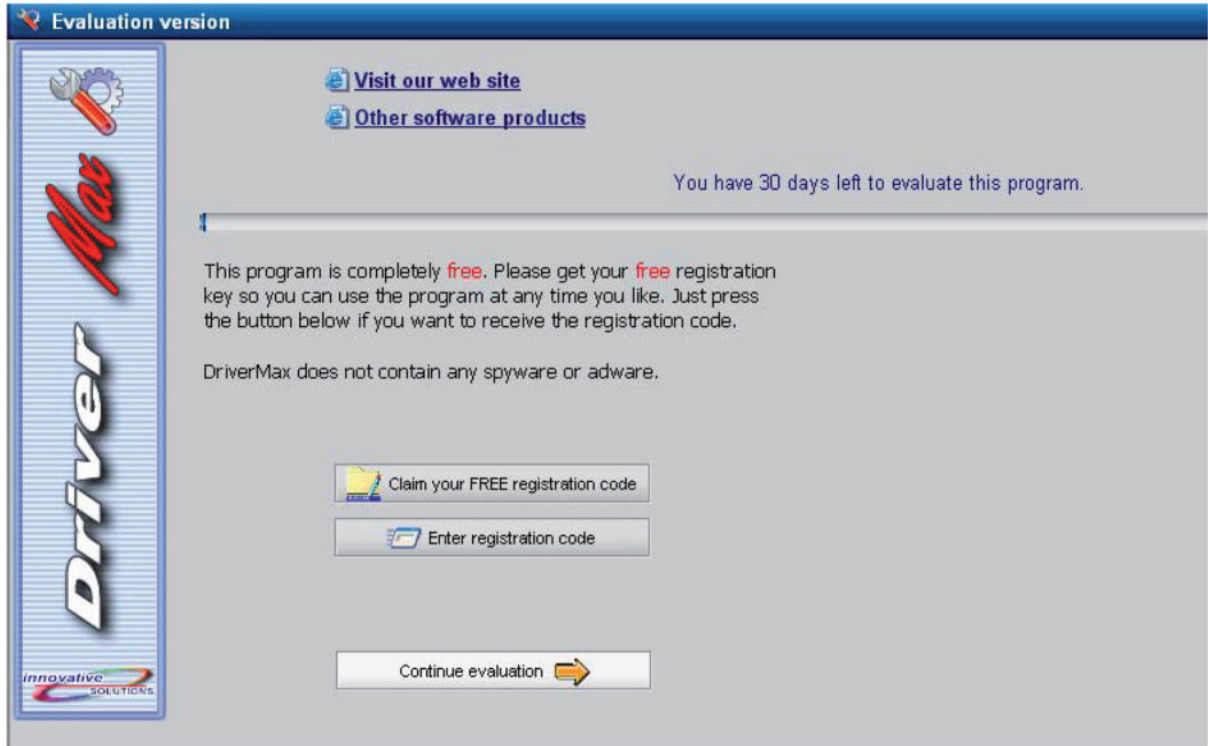 Evaluation version
Visit our web site
Other software products
You have 30 days left to evaluate this program.
This program is completely free. Please get your free registration
key so you can use the program at any time you like. Just press
the button below if you want to receive the registration code.
DriverMax does not contain any spyware or adware.
Claim your FREE registration code
Enter registration code
Continue evaluation
Driver Max
innovative
SOLUTIONS